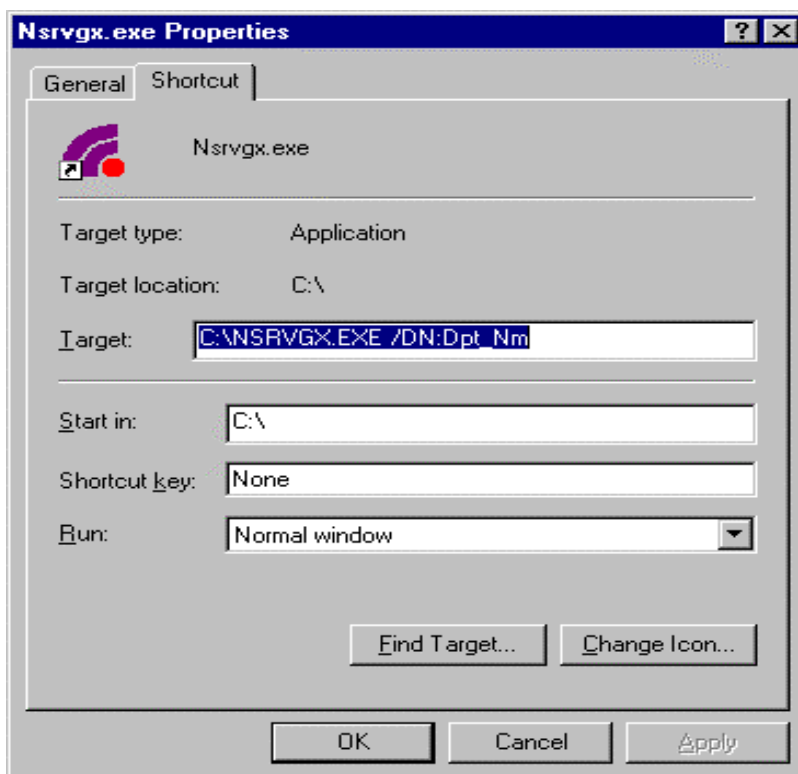 Nsrvgx.exe Properties
General Shortcut
Nsrvgx.exe
Target type: Application
Target location: C:\
Target: C:\NSRVGX.EXE /DN:Dpt_Nm
Start in: C:\
Shortcut key: None
Run: Normal window
Find Target... Change Icon...
OK Cancel Apply